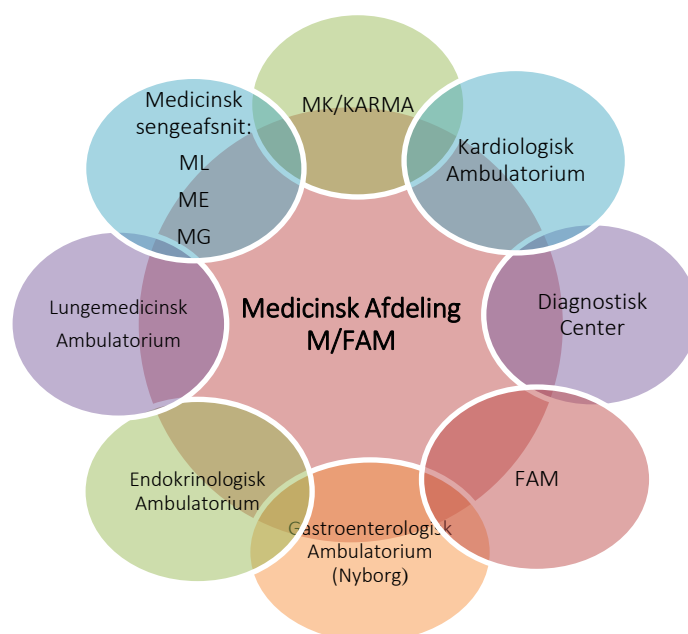 MK/KARMA
Medicinsk
sengeafsnit:
ML
ME
MG
Kardiologisk
Ambulatorium
Lungemedicinsk
Ambulatorium
Medicinsk Afdeling
M/FAM
Diagnostisk
Center
Endokrinologisk
Ambulatorium
FAM
Gastroenterologisk
Ambulatorium
(Nyborg)